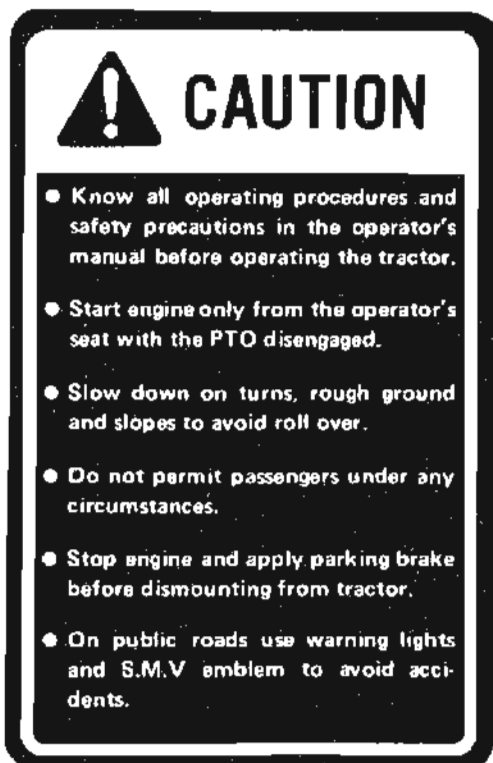 CAUTION
● Know all operating procedures and
safety precautions in the operator's
manual before operating the tractor.
● Start engine only from the operator's
seat with the PTO disengaged.
● Slow down on turns, rough ground
and slopes to avoid roll over.
● Do not permit passengers under any
circumstances.
● Stop engine and apply parking brake
before dismounting from tractor.
● On public roads use warning lights
and S.M.V emblem to avoid acci-
dents.